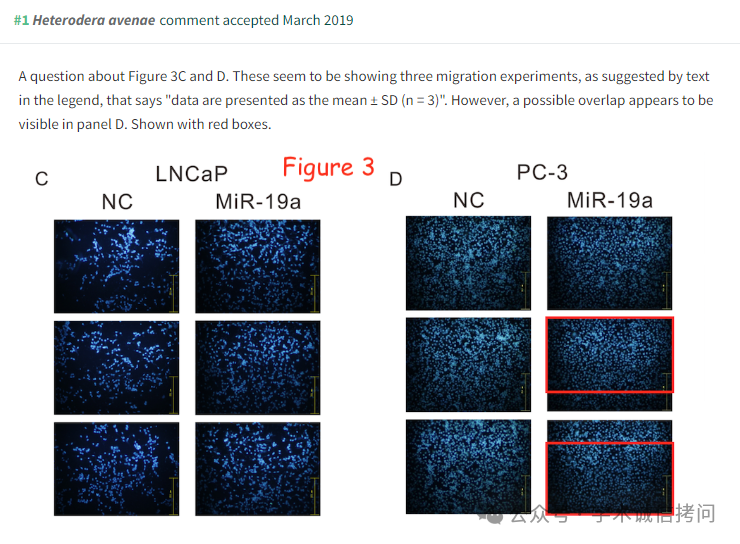 #1 Heterodera avenae comment accepted March 2019
A question about Figure 3C and D. These seem to be showing three migration experiments, as suggested by text
in the legend, that says "data are presented as the mean ± SD (n = 3)". However, a possible overlap appears to be
visible in panel D. Shown with red boxes.
C LNCaP Figure 3 D PC-3
NC MiR-19a NC MiR-19a
公众号 · 学术诚信拷问